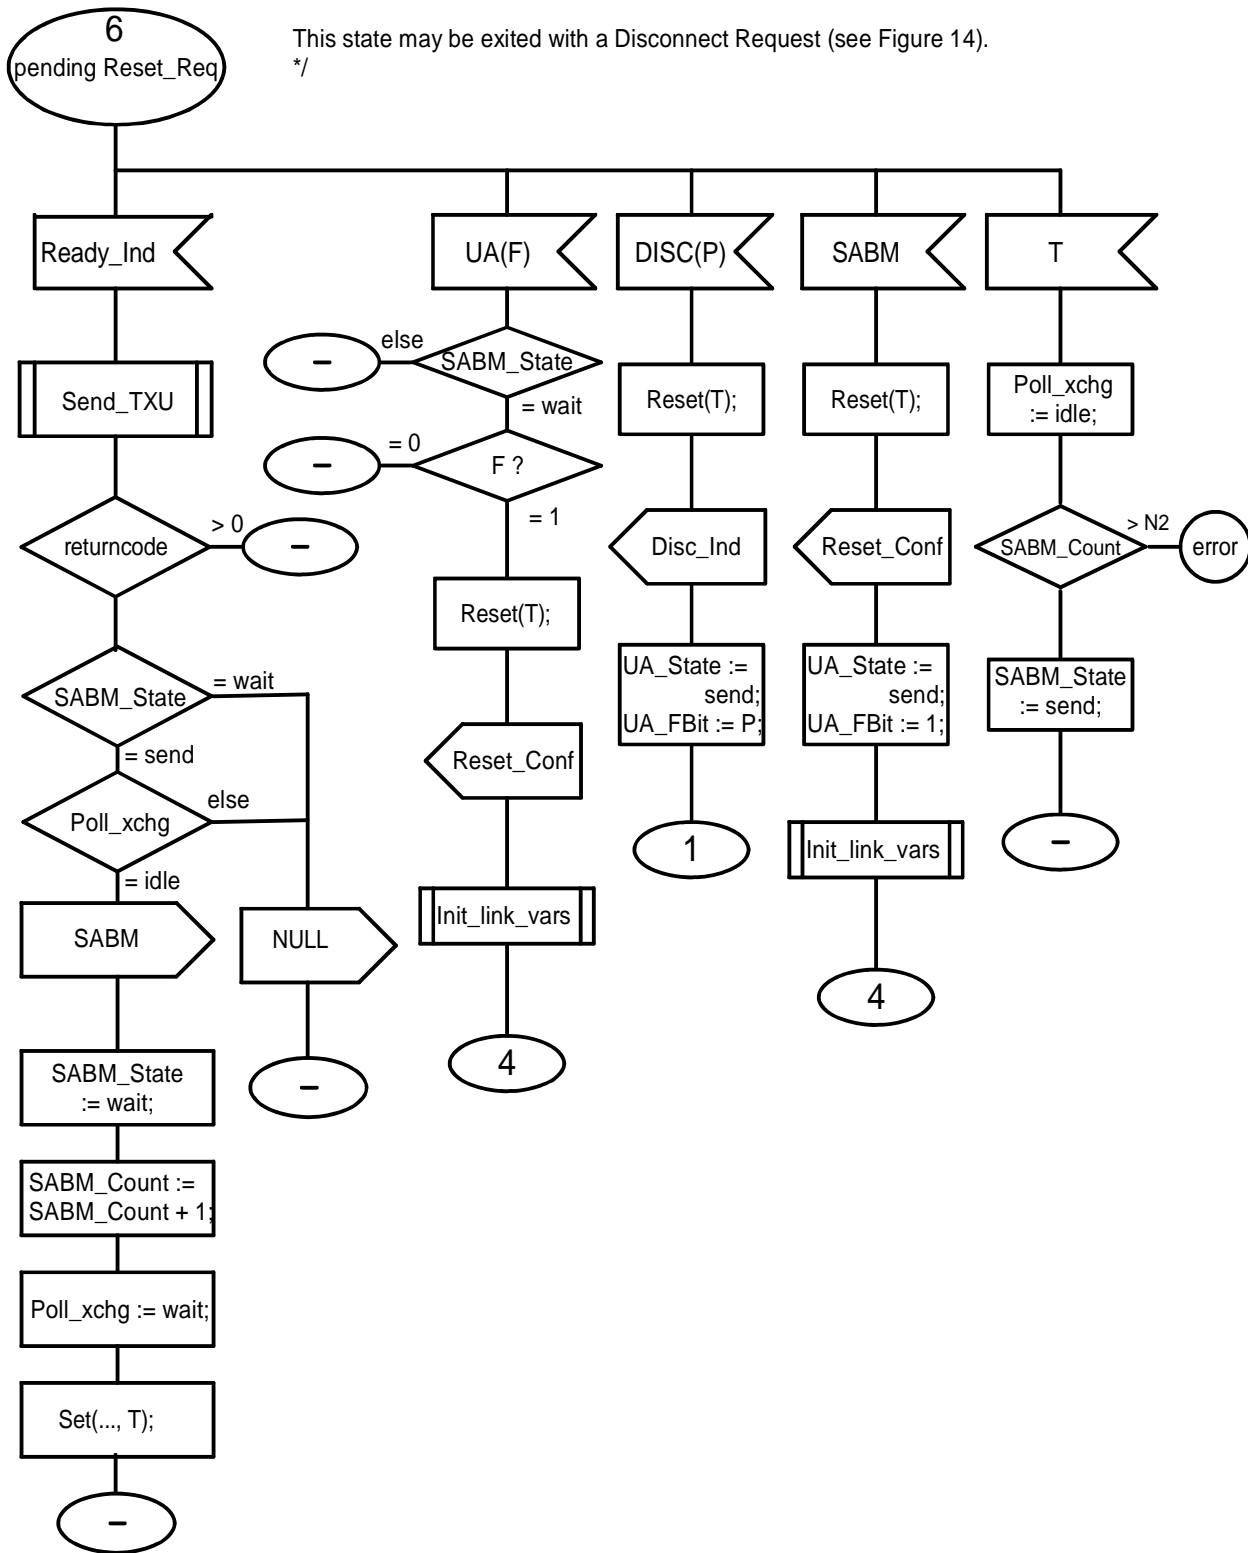 6
pending Reset_Req
This state may be exited with a Disconnect Request (see Figure 14).
*/
Ready_Ind
Send_TXU
returncode
> 0
–
SABM_State
= wait
= send
Poll_xchg
else
= idle
SABM
NULL
–
SABM_State
:= wait;
SABM_Count :=
SABM_Count + 1;
Poll_xchg := wait;
Set(..., T);
–
UA(F)
SABM_State
else
–
= wait
F ?
= 0
–
= 1
Reset(T);
Reset_Conf
Init_link_vars
4
DISC(P)
Reset(T);
Disc_Ind
UA_State :=
send;
UA_FBit := P;
1
SABM
Reset(T);
Reset_Conf
UA_State :=
send;
UA_FBit := 1;
Init_link_vars
4
T
Poll_xchg
:= idle;
SABM_Count
> N2
error
SABM_State
:= send;
–